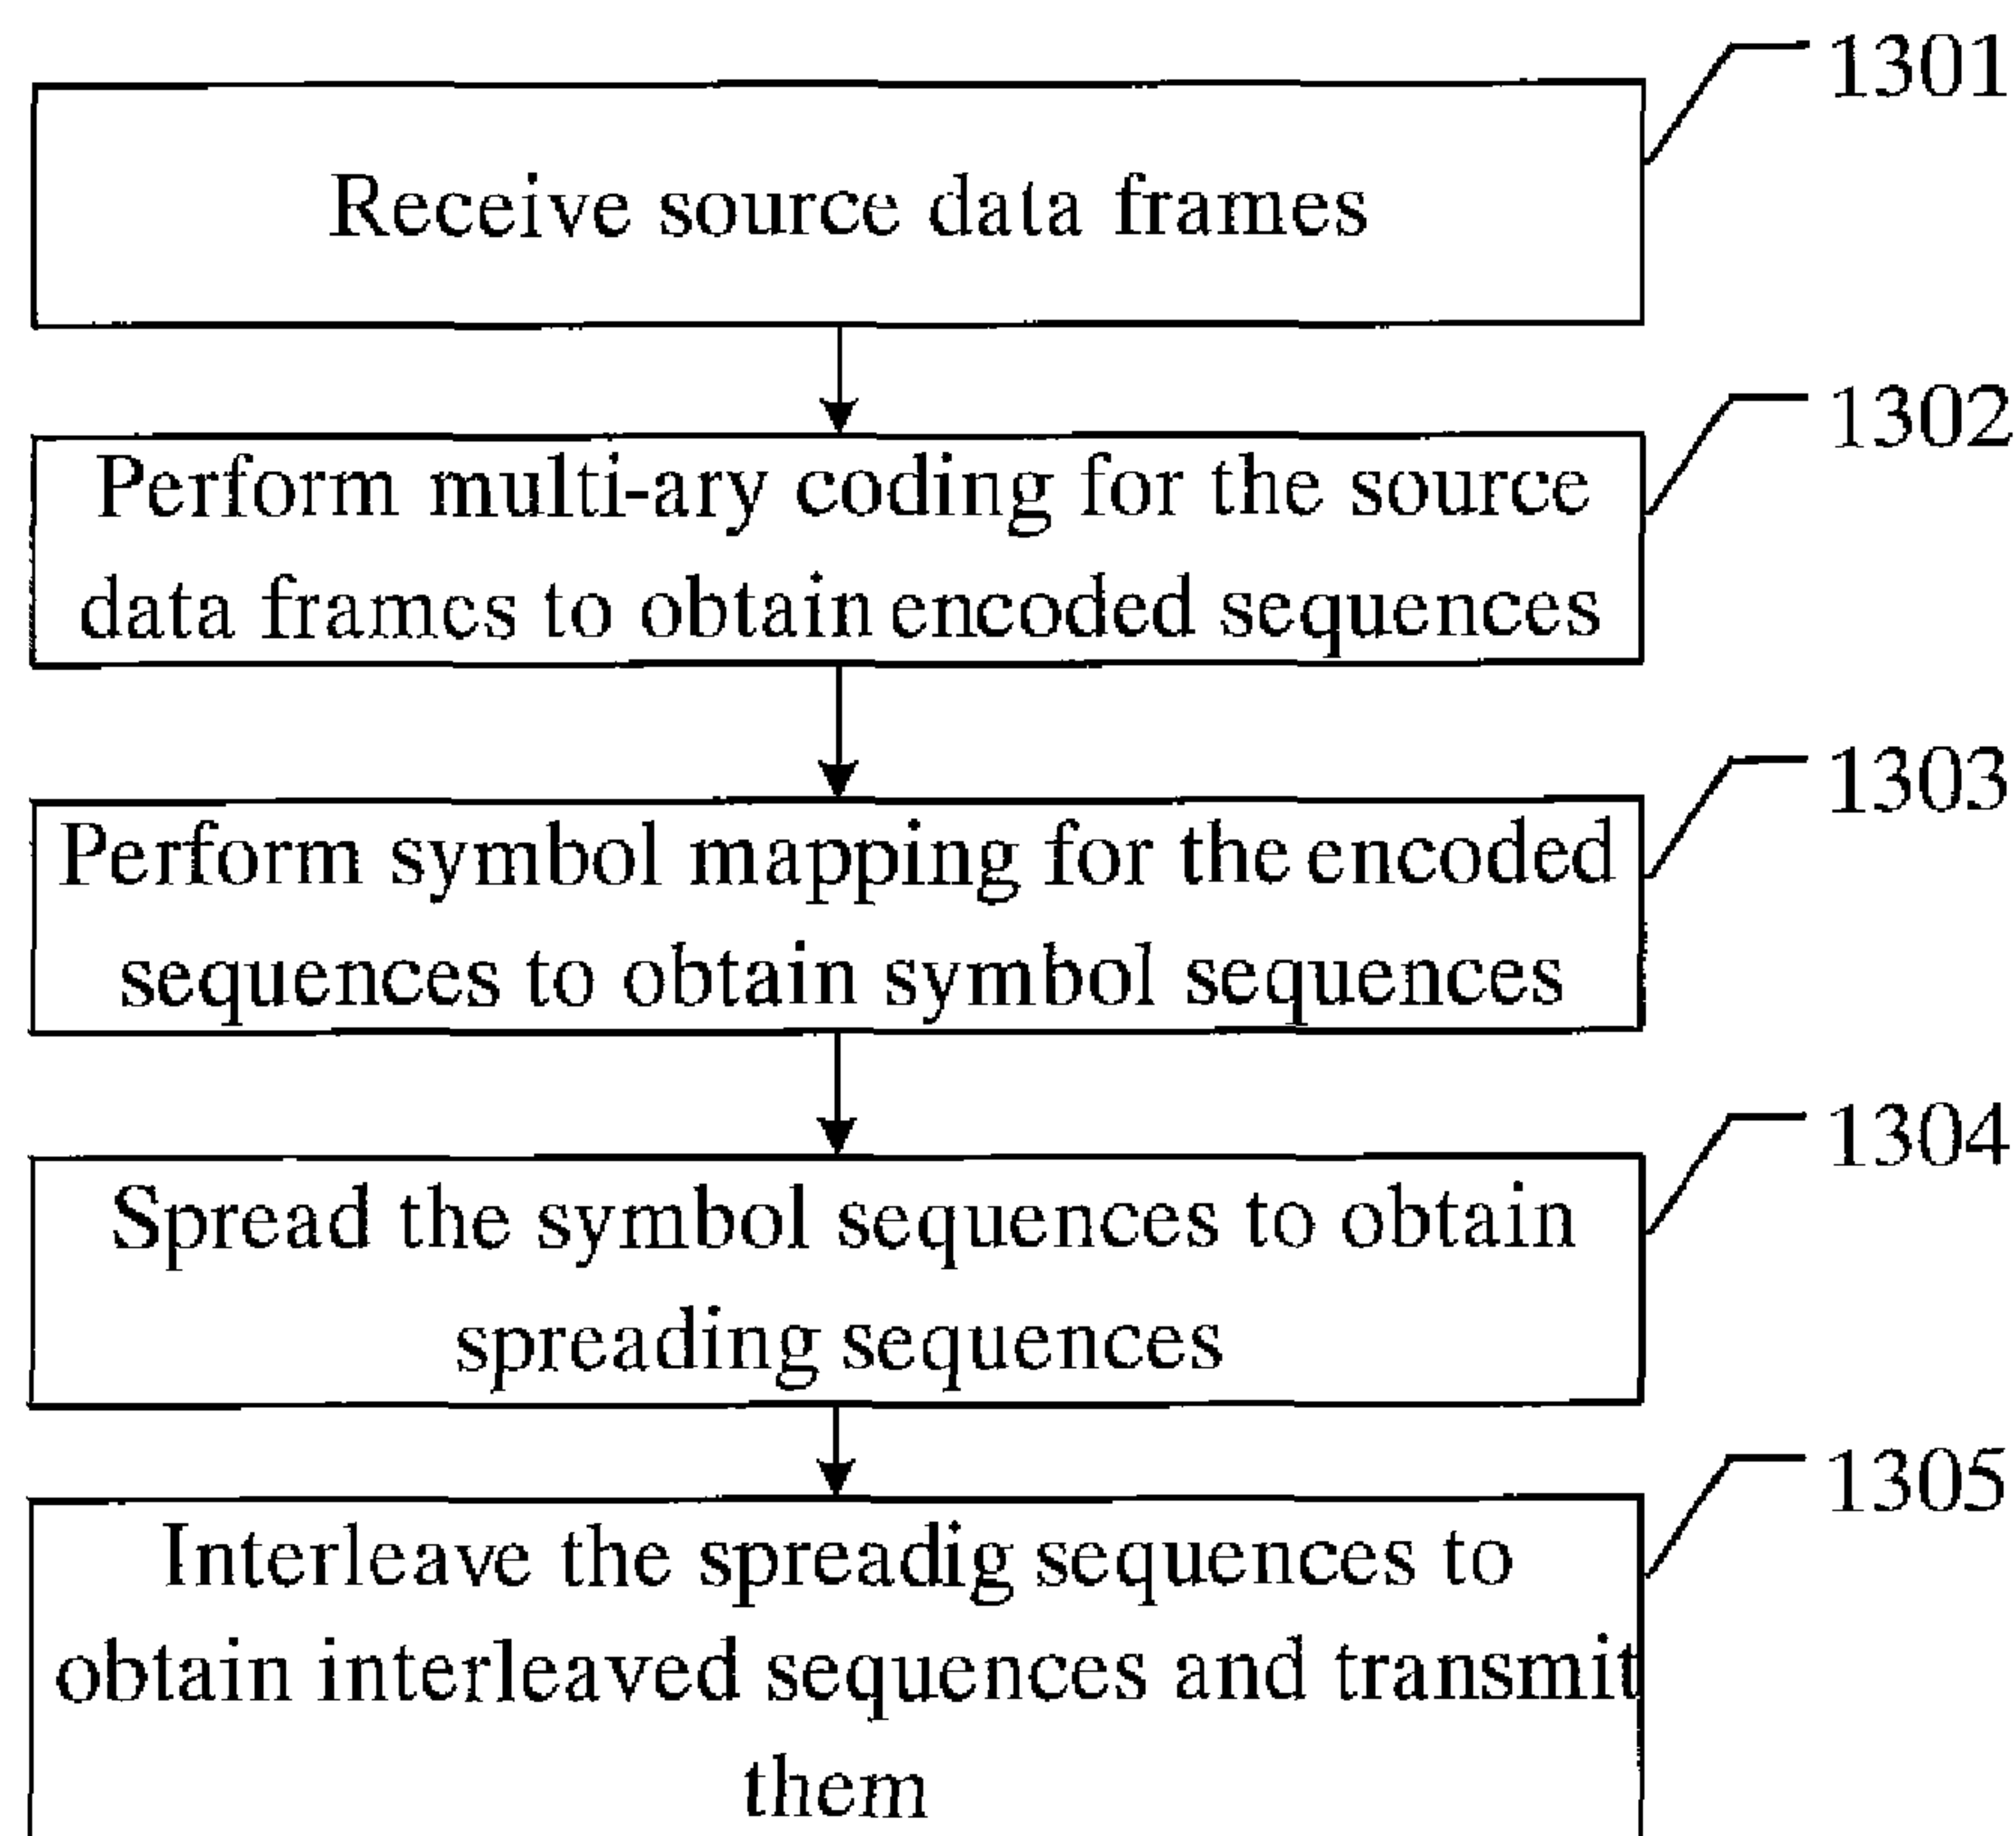 1301
Receive source data frames
1302
Perform multi-ary coding for the source
data frames to obtain encoded sequences
1303
Perform symbol mapping for the encoded
sequences to obtain symbol sequences
1304
Spread the symbol sequences to obtain
spreading sequences
1305
Interleave the spreadig sequences to
obtain interleaved sequences and transmit
them